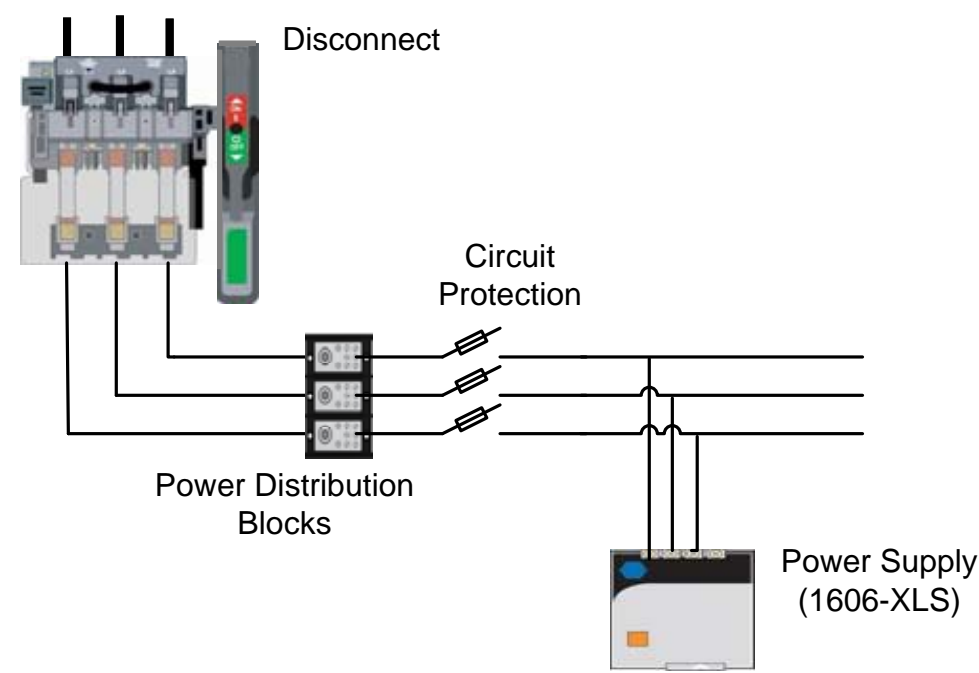 Disconnect
Circuit
Protection
Power Distribution
Blocks
Power Supply
(1606-XLS)